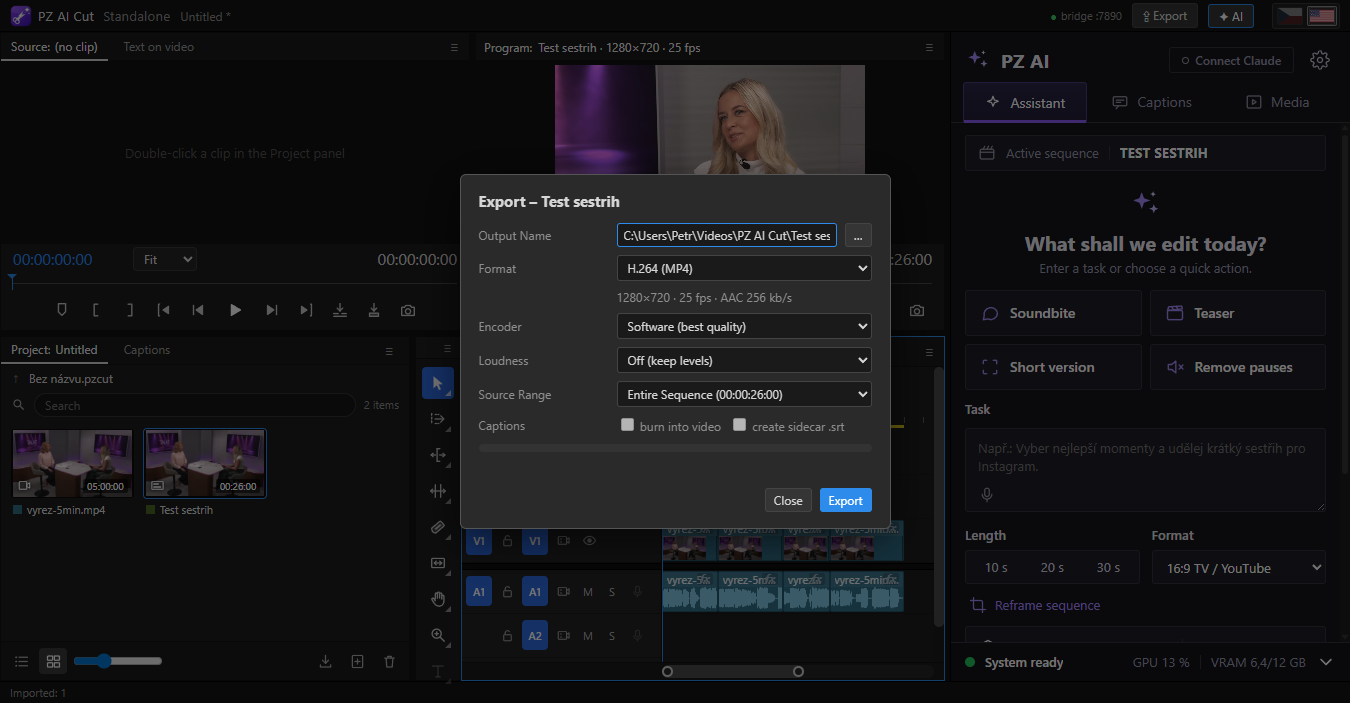 PZ AI Cut Standalone Untitled *
bridge :7890
Export
AI
Source: (no clip) Text on video
Program: Test sestrih · 1280×720 · 25 fps
Double-click a clip in the Project panel
00:00:00:00 Fit 00:00:00:00
:26:00
Export – Test sestrih
Output Name C:\Users\Petr\Videos\PZ AI Cut\Test ses ...
Format H.264 (MP4)
1280×720 · 25 fps · AAC 256 kb/s
Encoder Software (best quality)
Loudness Off (keep levels)
Source Range Entire Sequence (00:00:26:00)
Captions burn into video create sidecar .srt
Close Export
Project: Untitled Captions
Bez názvu.pzcut
Search 2 items
05:00:00 00:26:00
vyrez-5min.mp4 Test sestrih
V1 V1
A1 A1 M S
A2 M S
PZ AI
Connect Claude
Assistant Captions Media
Active sequence TEST SESTRIH
What shall we edit today?
Enter a task or choose a quick action.
Soundbite Teaser
Short version Remove pauses
Task
Např.: Vyber nejlepší momenty a udělej krátký sestřih pro
Instagram.
Length Format
10 s 20 s 30 s 16:9 TV / YouTube
Reframe sequence
System ready GPU 13 % VRAM 6,4/12 GB
Imported: 1